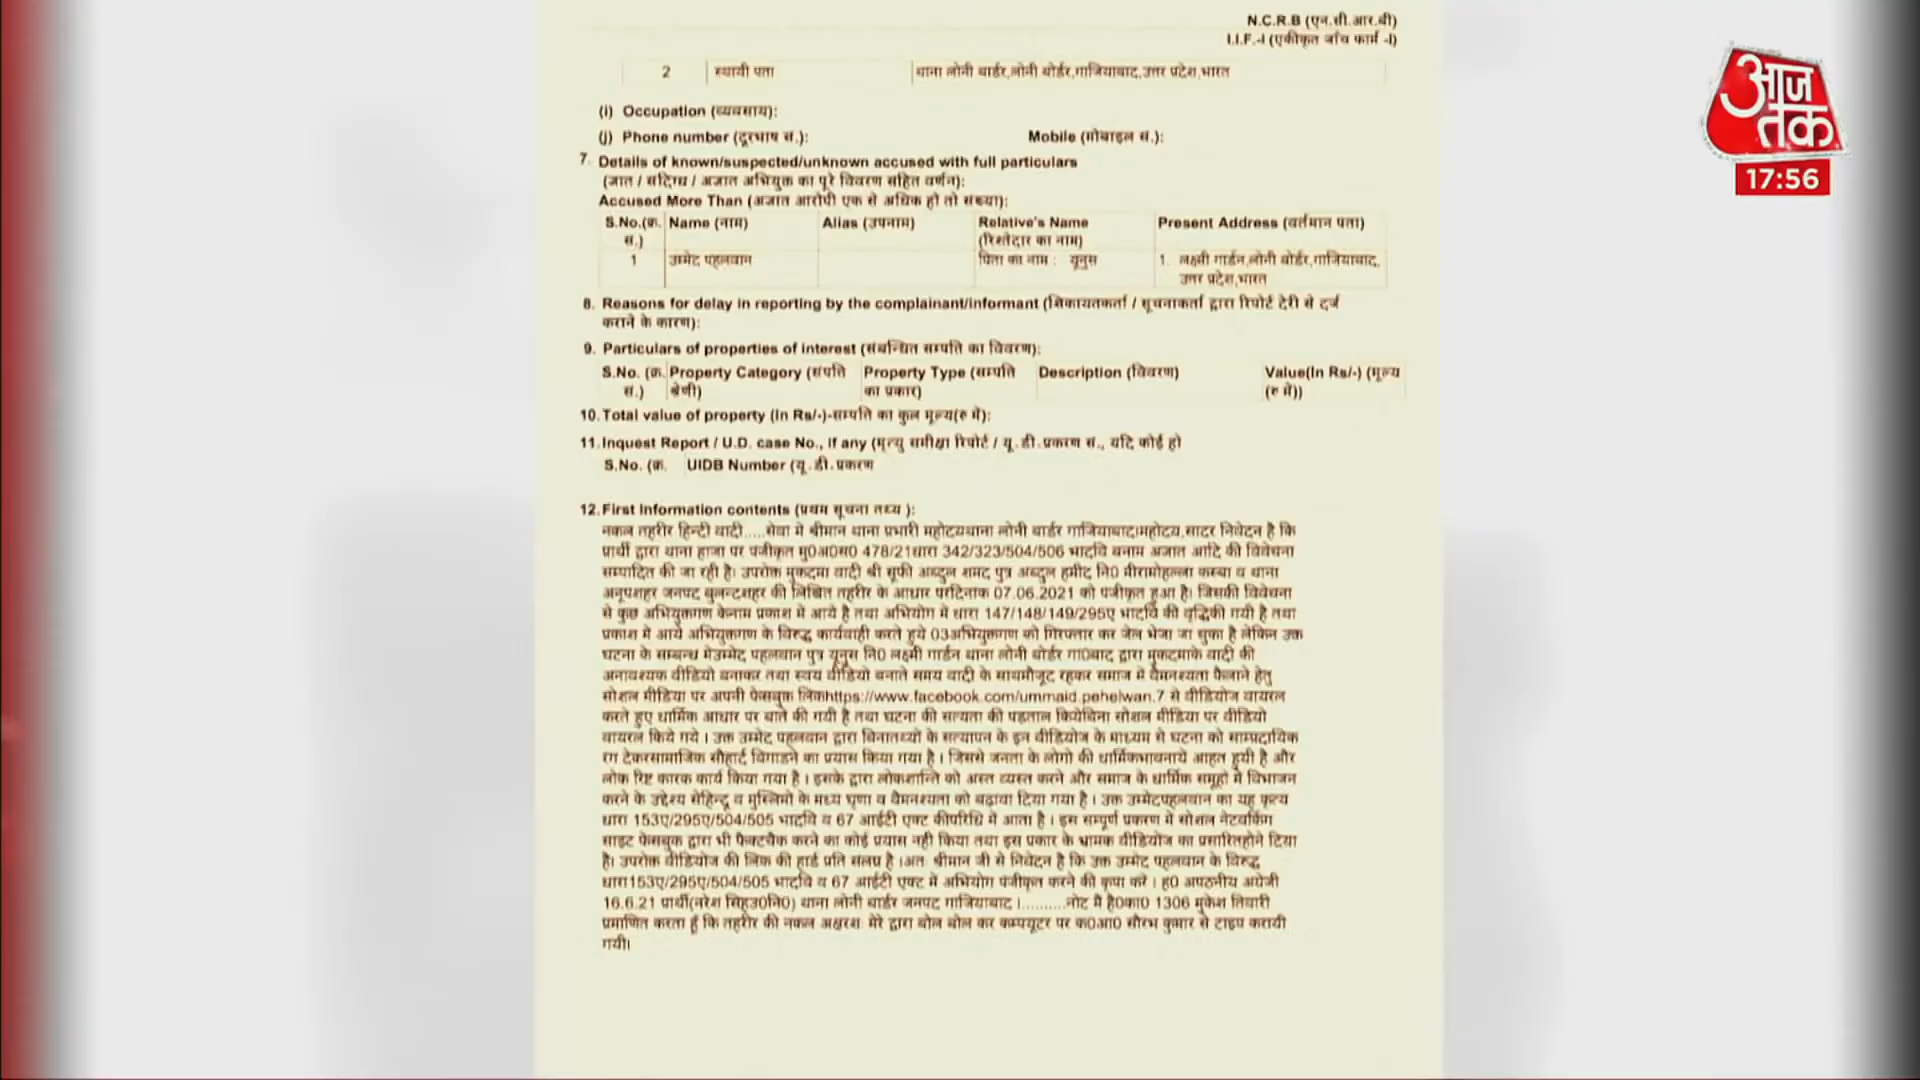 N.C.R.B (एन.सी.आर.बी)
I.I.F.-I (एकीकृत जाँच फार्म -I)
आज तक
17:56
2 स्थायी पता थाना लोनी बार्डर,लोनी बोर्डर,गाजियाबाद,उत्तर प्रदेश,भारत
(i) Occupation (व्यवसाय):
(j) Phone number (दूरभाष सं.): Mobile (मोबाइल सं.):
7. Details of known/suspected/unknown accused with full particulars
(ज्ञात / संदिग्ध / अज्ञात अभियुक्त का पूरे विवरण सहित वर्णन):
Accused More Than (अज्ञात आरोपी एक से अधिक हो तो संख्या):
S.No.(क्र. सं.) Name (नाम) Alias (उपनाम) Relative's Name (रिश्तेदार का नाम) Present Address (वर्तमान पता)
1 उम्मेद पहलवान पिता का नाम : यूनुस 1. लक्ष्मी गार्डन,लोनी बोर्डर,गाजियाबाद,
उत्तर प्रदेश,भारत
8. Reasons for delay in reporting by the complainant/informant (शिकायतकर्ता / सूचनाकर्ता द्वारा रिपोर्ट देरी से दर्ज
कराने के कारण):
9. Particulars of properties of interest (संबन्धित सम्पत्ति का विवरण):
S.No. (क्र. सं.) Property Category (संपत्ति श्रेणी) Property Type (सम्पत्ति का प्रकार) Description (विवरण) Value(In Rs/-) (मूल्य (रु में))
10. Total value of property (In Rs/-)-सम्पत्ति का कुल मूल्य(रु में):
11. Inquest Report / U.D. case No., if any (मृत्यु समीक्षा रिपोर्ट / यू.डी.प्रकरण सं., यदि कोई हो
S.No. (क्र. UIDB Number (यू.डी.प्रकरण
12. First Information contents (प्रथम सूचना तथ्य ):
नकल तहरीर हिन्दी वादी.....सेवा मे श्रीमान थाना प्रभारी महोदयथाना लोनी बार्डर गाजियाबाद।महोदय,सादर निवेदन है कि
प्रार्थी द्वारा थाना हाजा पर पंजीकृत मु0अ0स0 478/21धारा 342/323/504/506 भादवि बनाम अज्ञात आदि की विवेचना
सम्पादित की जा रही है। उपरोक्त मुकदमा वादी श्री सूफी अब्दुल शमद पुत्र अब्दुल हमीद नि0 मीरामोहल्ला कस्बा व थाना
अनूपशहर जनपद बुलन्दशहर की लिखित तहरीर के आधार परदिनाक 07.06.2021 को पंजीकृत हुआ है। जिसकी विवेचना
से कुछ अभियुक्तगण केनाम प्रकाश में आये है तथा अभियोग में धारा 147/148/149/295ए भादवि की वृद्धिकी गयी है तथा
प्रकाश मे आये अभियुक्तगण के विरुद्ध कार्यवाही करते हुये 03अभियुक्तगण को गिरफ्तार कर जेल भेजा जा चुका है लेकिन उक्त
घटना के सम्बन्ध मेउम्मेद पहलवान पुत्र यूनुस नि0 लक्ष्मी गार्डन थाना लोनी बोर्डर गा0बाद द्वारा मुकदमाके वादी की
अनावश्यक वीडियो बनाकर तथा स्वयं वीडियो बनाते समय वादी के साथमौजूद रहकर समाज में वैमनश्यता फैलाने हेतु
सोशल मीडिया पर अपनी फेसबुक लिंकhttps://www.facebook.com/ummaid.pehelwan.7 से वीडियोज वायरल
करते हुए धार्मिक आधार पर बाते की गयी है तथा घटना की सत्यता की पड़ताल कियेबिना सोशल मीडिया पर वीडियो
वायरल किये गये । उक्त उम्मेद पहलवान द्वारा बिनातथ्यो के सत्यापन के इन वीडियोज के माध्यम से घटना को साम्प्रदायिक
रंग देकरसामाजिक सौहार्द बिगाडने का प्रयास किया गया है । जिससे जनता के लोगो की धार्मिकभावनाये आहत हुयी है और
लोक रिष्ट कारक कार्य किया गया है । इसके द्वारा लोकशान्ति को अस्त व्यस्त करने और समाज के धार्मिक समूहो में विभाजन
करने के उद्देश्य सेहिन्दू व मुस्लिमो के मध्य घृणा व वैमनश्यता को बढ़ावा दिया गया है । उक्त उम्मेदपहलवान का यह कृत्य
धारा 153ए/295ए/504/505 भादवि व 67 आईटी एक्ट कीपरिधि में आता है । इस सम्पूर्ण प्रकरण मे सोशल नेटवर्किंग
साइट फेसबुक द्वारा भी फैक्टचैक करने का कोई प्रयास नही किया तथा इस प्रकार के भ्रामक वीडियोज का प्रसारितहोने दिया
है। उपरोक्त वीडियोज की लिंक की हार्ड प्रति संलग्न है ।अतः श्रीमान जी से निवेदन है कि उक्त उम्मेद पहलवान के विरुद्ध
धारा153ए/295ए/504/505 भादवि व 67 आईटी एक्ट में अभियोग पंजीकृत करने की कृपा करे । ह0 अपठनीय अंग्रेजी
16.6.21 प्रार्थी(नरेश सिंहउ0नि0) थाना लोनी बार्डर जनपद गाजियाबाद ।..........नोट मै है0का0 1306 मुकेश तिवारी
प्रमाणित करता हूँ कि तहरीर की नकल अक्षरशः मेरे द्वारा बोल बोल कर कम्पयूटर पर क0आ0 सौरभ कुमार से टाइप करायी
गयी।